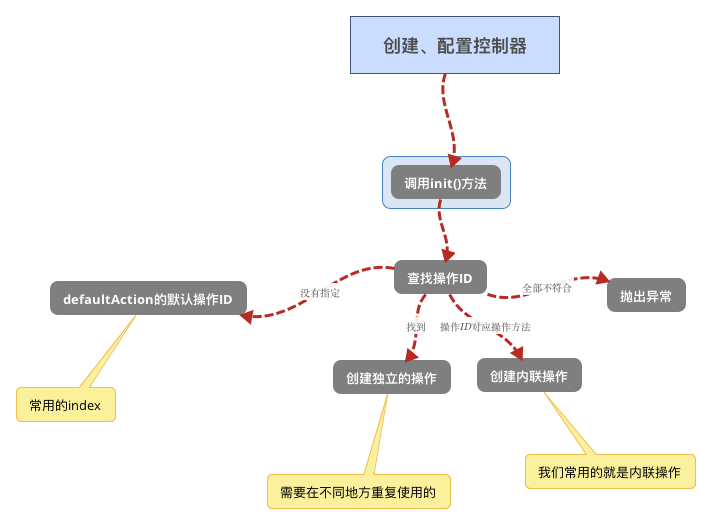 创建、配置控制器
调用init()方法
查找操作ID
没有指定
全部不符合
defaultAction的默认操作ID
抛出异常
找到
操作ID对应操作方法
创建独立的操作
创建内联操作
常用的index
我们常用的就是内联操作
需要在不同地方重复使用的